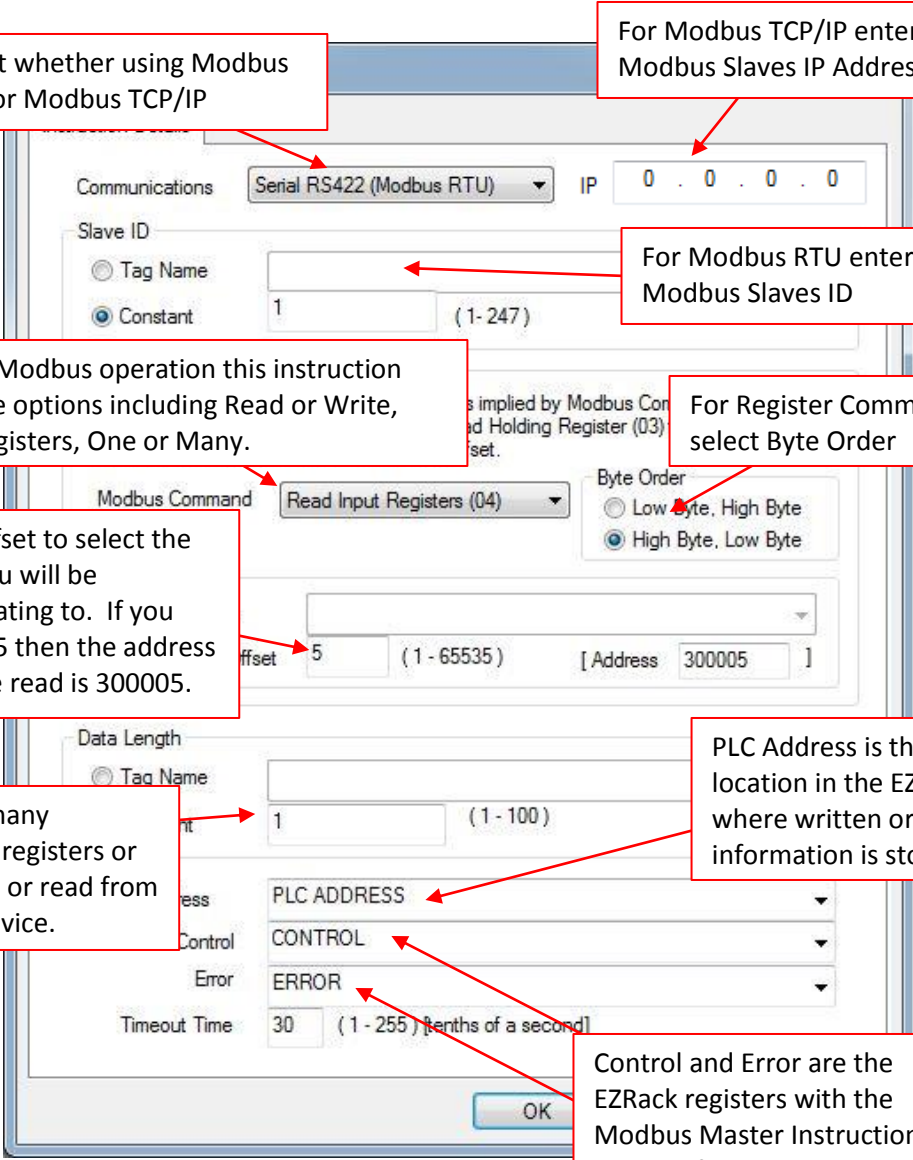 For Modbus TCP/IP enter
Modbus Slaves IP Addres
t whether using Modbus
or Modbus TCP/IP
Communications Serial RS422 (Modbus RTU) IP 0 . 0 . 0 . 0
Slave ID
Tag Name
For Modbus RTU enter
Modbus Slaves ID
Constant 1 ( 1- 247 )
Modbus operation this instruction
e options including Read or Write,
gisters, One or Many.
s implied by Modbus Com
ad Holding Register (03)
fset.
For Register Comm
select Byte Order
Modbus Command Read Input Registers (04)
Byte Order
Low Byte, High Byte
High Byte, Low Byte
fset to select the
u will be
ating to. If you
5 then the address
e read is 300005.
ffset 5 ( 1 - 65535 ) [ Address 300005 ]
Data Length
Tag Name
nt 1 ( 1 - 100 )
many
registers or
or read from
vice.
PLC Address is th
location in the EZ
where written or
information is sto
ress PLC ADDRESS
Control CONTROL
Error ERROR
Timeout Time 30 ( 1 - 255 ) [tenths of a second]
Control and Error are the
EZRack registers with the
Modbus Master Instruction
OK